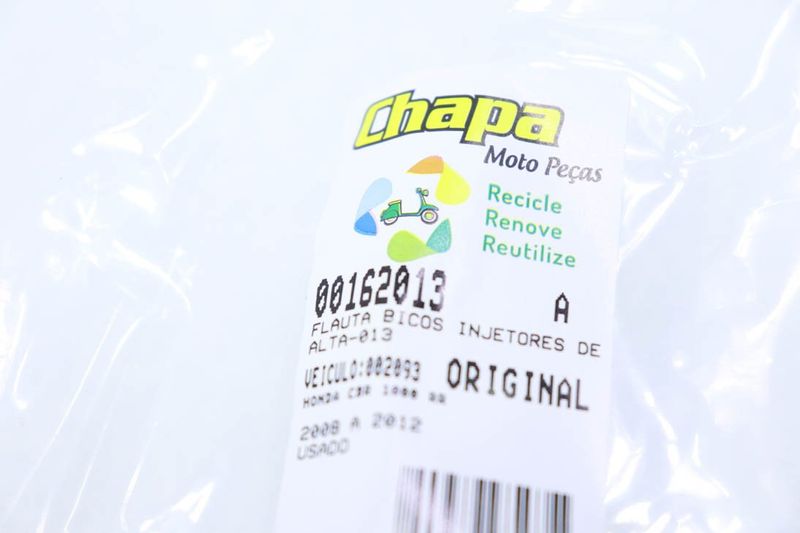 Chapa
Moto Peças
Recicle
Renove
Reutilize
00162013 A
FLAUTA BICOS INJETORES DE
ALTA-013
VEICULO:002093 ORIGINAL
HONDA CBR 1000 RR
2008 A 2012
USADO